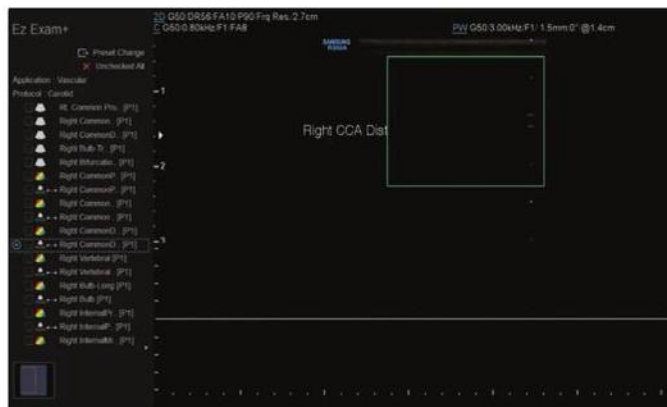 Ez Exam+
Preset Change
Unchecked All
Application : Vascular
Protocol : Carotid
Rt. Common Pro.. [P1]
Right Common.. [P1]
Right CommonD.. [P1]
Right Bulb Tr.. [P1]
Right Bifurcatio.. [P1]
Right CommonP.. [P1]
Right CommonP.. [P1]
Right Common.. [P1]
Right Common.. [P1]
Right CommonD.. [P1]
Right CommonD.. [P1]
Right Vertebral [P1]
Right Vertebral.. [P1]
Right Bulb-Long [P1]
Right Bulb [P1]
Right InternalPr.. [P1]
Right InternalP.. [P1]
Right InternalMi.. [P1]
2D G50/DR56/FA10/P90/Frq Res./2.7cm
C G50/0.80kHz/F1/FA8
PW G50/3.00kHz/F1/ 1.5mm/0°@1.4cm
SAMSUNG
RS80A
1
Right CCA Dist
2
3